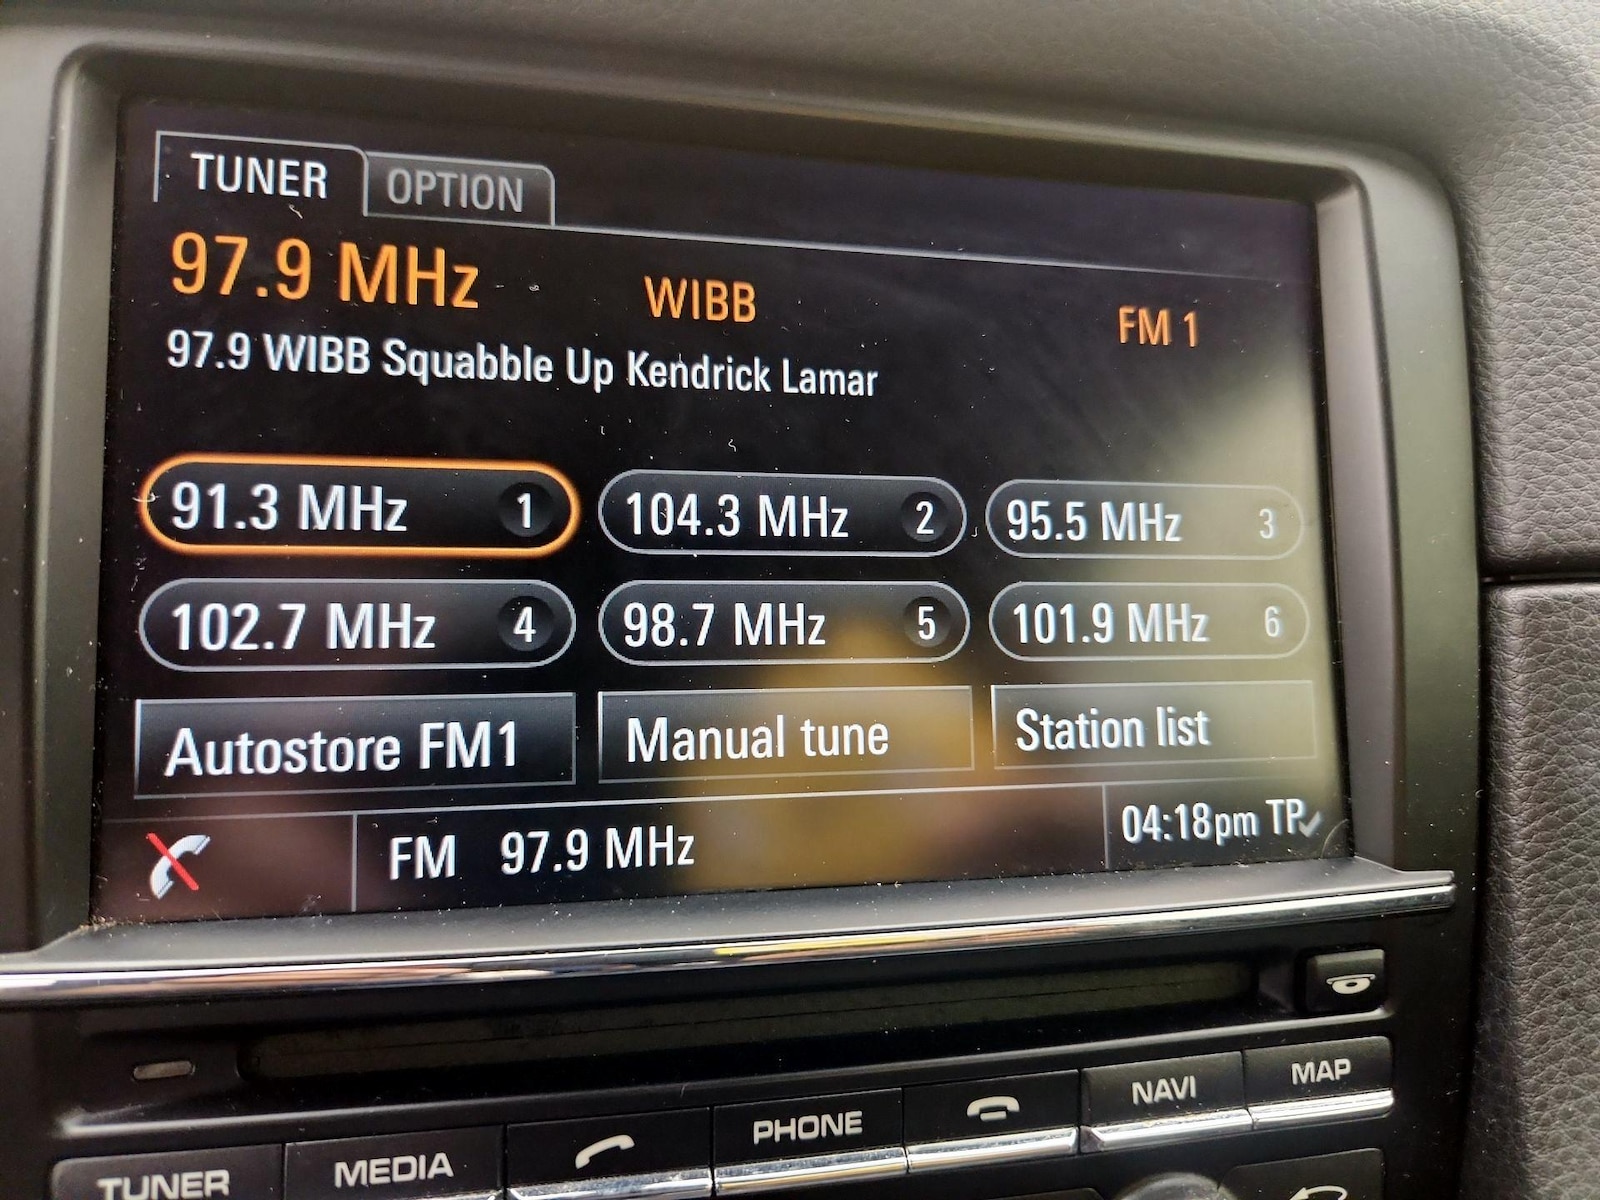 TUNER OPTION
97.9 MHz WIBB FM 1
97.9 WIBB Squabble Up Kendrick Lamar
91.3 MHz 1 104.3 MHz 2 95.5 MHz 3
102.7 MHz 4 98.7 MHz 5 101.9 MHz 6
Autostore FM1 Manual tune Station list
FM 97.9 MHz 04:18pm TP
TUNER MEDIA PHONE NAVI MAP